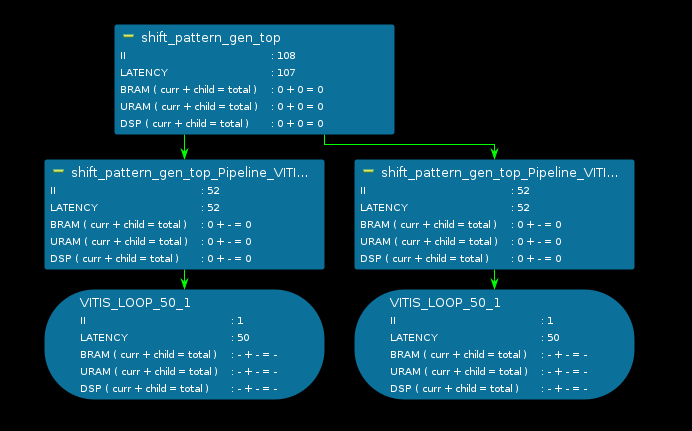 shift_pattern_gen_top
II : 108
LATENCY : 107
BRAM ( curr + child = total ) : 0 + 0 = 0
URAM ( curr + child = total ) : 0 + 0 = 0
DSP ( curr + child = total ) : 0 + 0 = 0
shift_pattern_gen_top_Pipeline_VITI...
II : 52
LATENCY : 52
BRAM ( curr + child = total ) : 0 + - = 0
URAM ( curr + child = total ) : 0 + - = 0
DSP ( curr + child = total ) : 0 + - = 0
shift_pattern_gen_top_Pipeline_VITI...
II : 52
LATENCY : 52
BRAM ( curr + child = total ) : 0 + - = 0
URAM ( curr + child = total ) : 0 + - = 0
DSP ( curr + child = total ) : 0 + - = 0
VITIS_LOOP_50_1
II : 1
LATENCY : 50
BRAM ( curr + child = total ) : - + - = -
URAM ( curr + child = total ) : - + - = -
DSP ( curr + child = total ) : - + - = -
VITIS_LOOP_50_1
II : 1
LATENCY : 50
BRAM ( curr + child = total ) : - + - = -
URAM ( curr + child = total ) : - + - = -
DSP ( curr + child = total ) : - + - = -